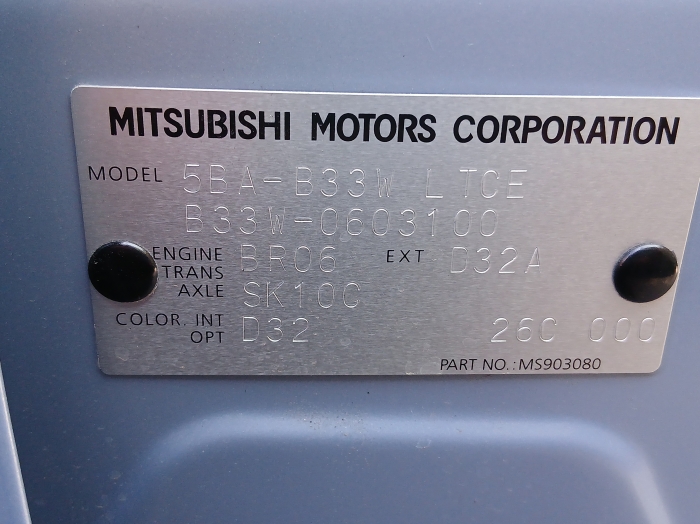 MITSUBISHI MOTORS CORPORATION
MODEL 5BA-B33W LTCE
B33W-0603100
ENGINE BR06 EXT D32A
TRANS
AXLE SK10C
COLOR. INT D32 26C 000
OPT
PART NO.:MS903080